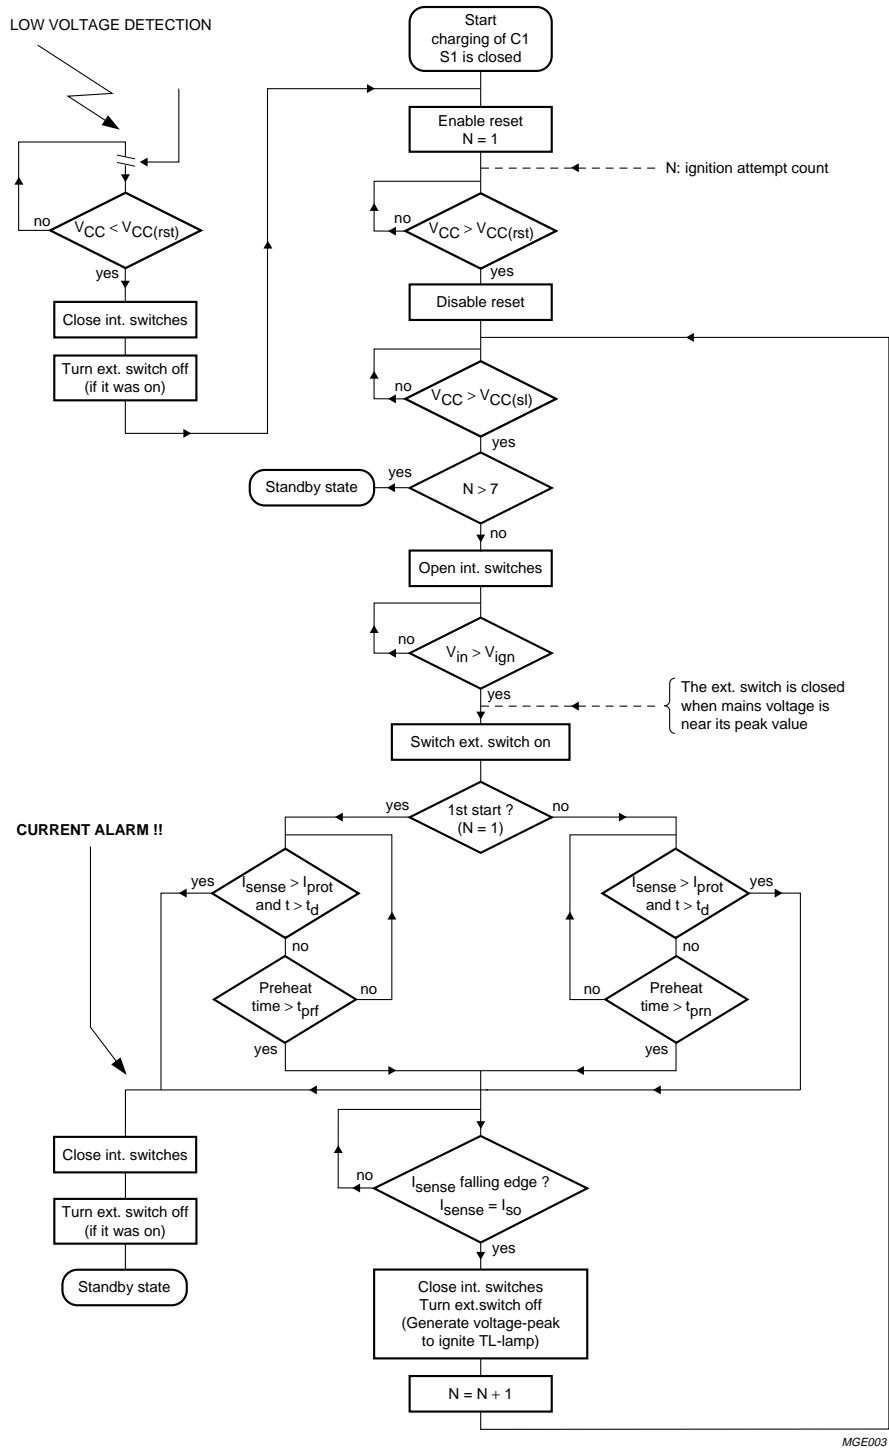 LOW VOLTAGE DETECTION
Start
charging of C1
S1 is closed
Enable reset
N = 1
N: ignition attempt count
no
VCC < VCC(rst)
yes
Close int. switches
Turn ext. switch off
(if it was on)
no
VCC > VCC(rst)
yes
Disable reset
no
VCC > VCC(sl)
yes
yes
Standby state
N > 7
no
Open int. switches
no
Vin > Vign
yes
The ext. switch is closed
when mains voltage is
near its peak value
Switch ext. switch on
yes
1st start ?
(N = 1)
no
CURRENT ALARM !!
yes
Isense > Iprot
and t > td
no
Preheat
time > tprf
no
yes
Isense > Iprot
and t > td
yes
no
no
Preheat
time > tprn
yes
Close int. switches
Turn ext. switch off
(if it was on)
Standby state
no
Isense falling edge ?
Isense = Iso
yes
Close int. switches
Turn ext.switch off
(Generate voltage-peak
to ignite TL-lamp)
N = N + 1
MGE003